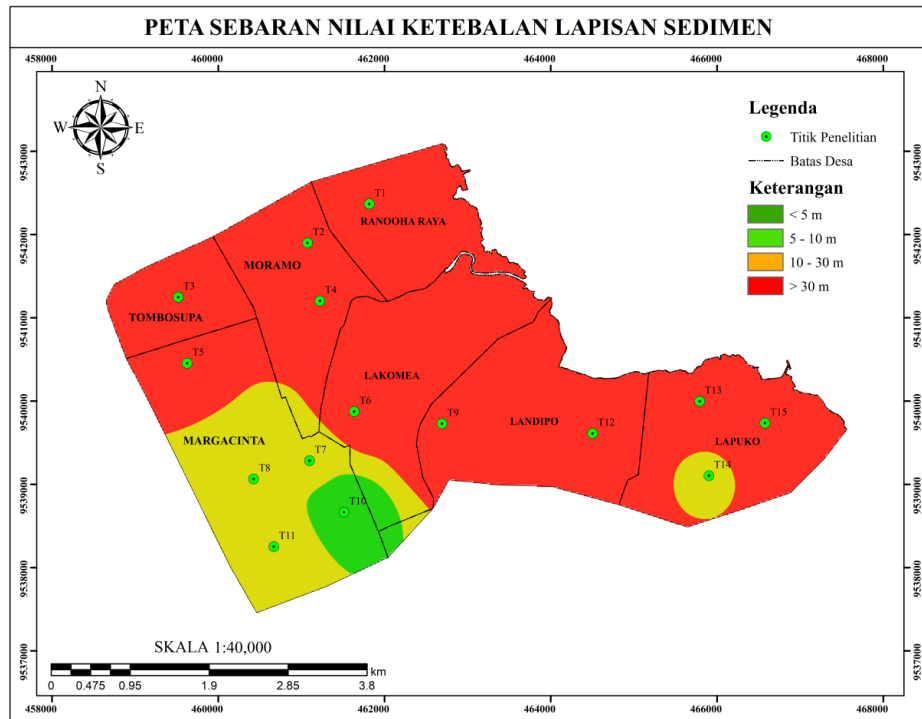 PETA SEBARAN NILAI KETEBALAN LAPISAN SEDIMEN
458000 460000 462000 464000 466000 468000
N
W E
S
Legenda
Titik Penelitian
Batas Desa
Keterangan
< 5 m
5 - 10 m
10 - 30 m
> 30 m
9543000 9543000
9542000 9542000
9541000 9541000
9540000 9540000
9539000 9539000
9538000 9538000
9537000 9537000
T1
RANOOHA RAYA
T2
MORAMO
T3
T4
TOMBOSUPA
T5
LAKOMEA
T6
T13
T9
LANDIPO
T12
T15
LAPUKO
MARGACINTA
T7
T8
T14
T10
T11
SKALA 1:40,000
km
0 0.475 0.95 1.9 2.85 3.8
458000 460000 462000 464000 466000 468000